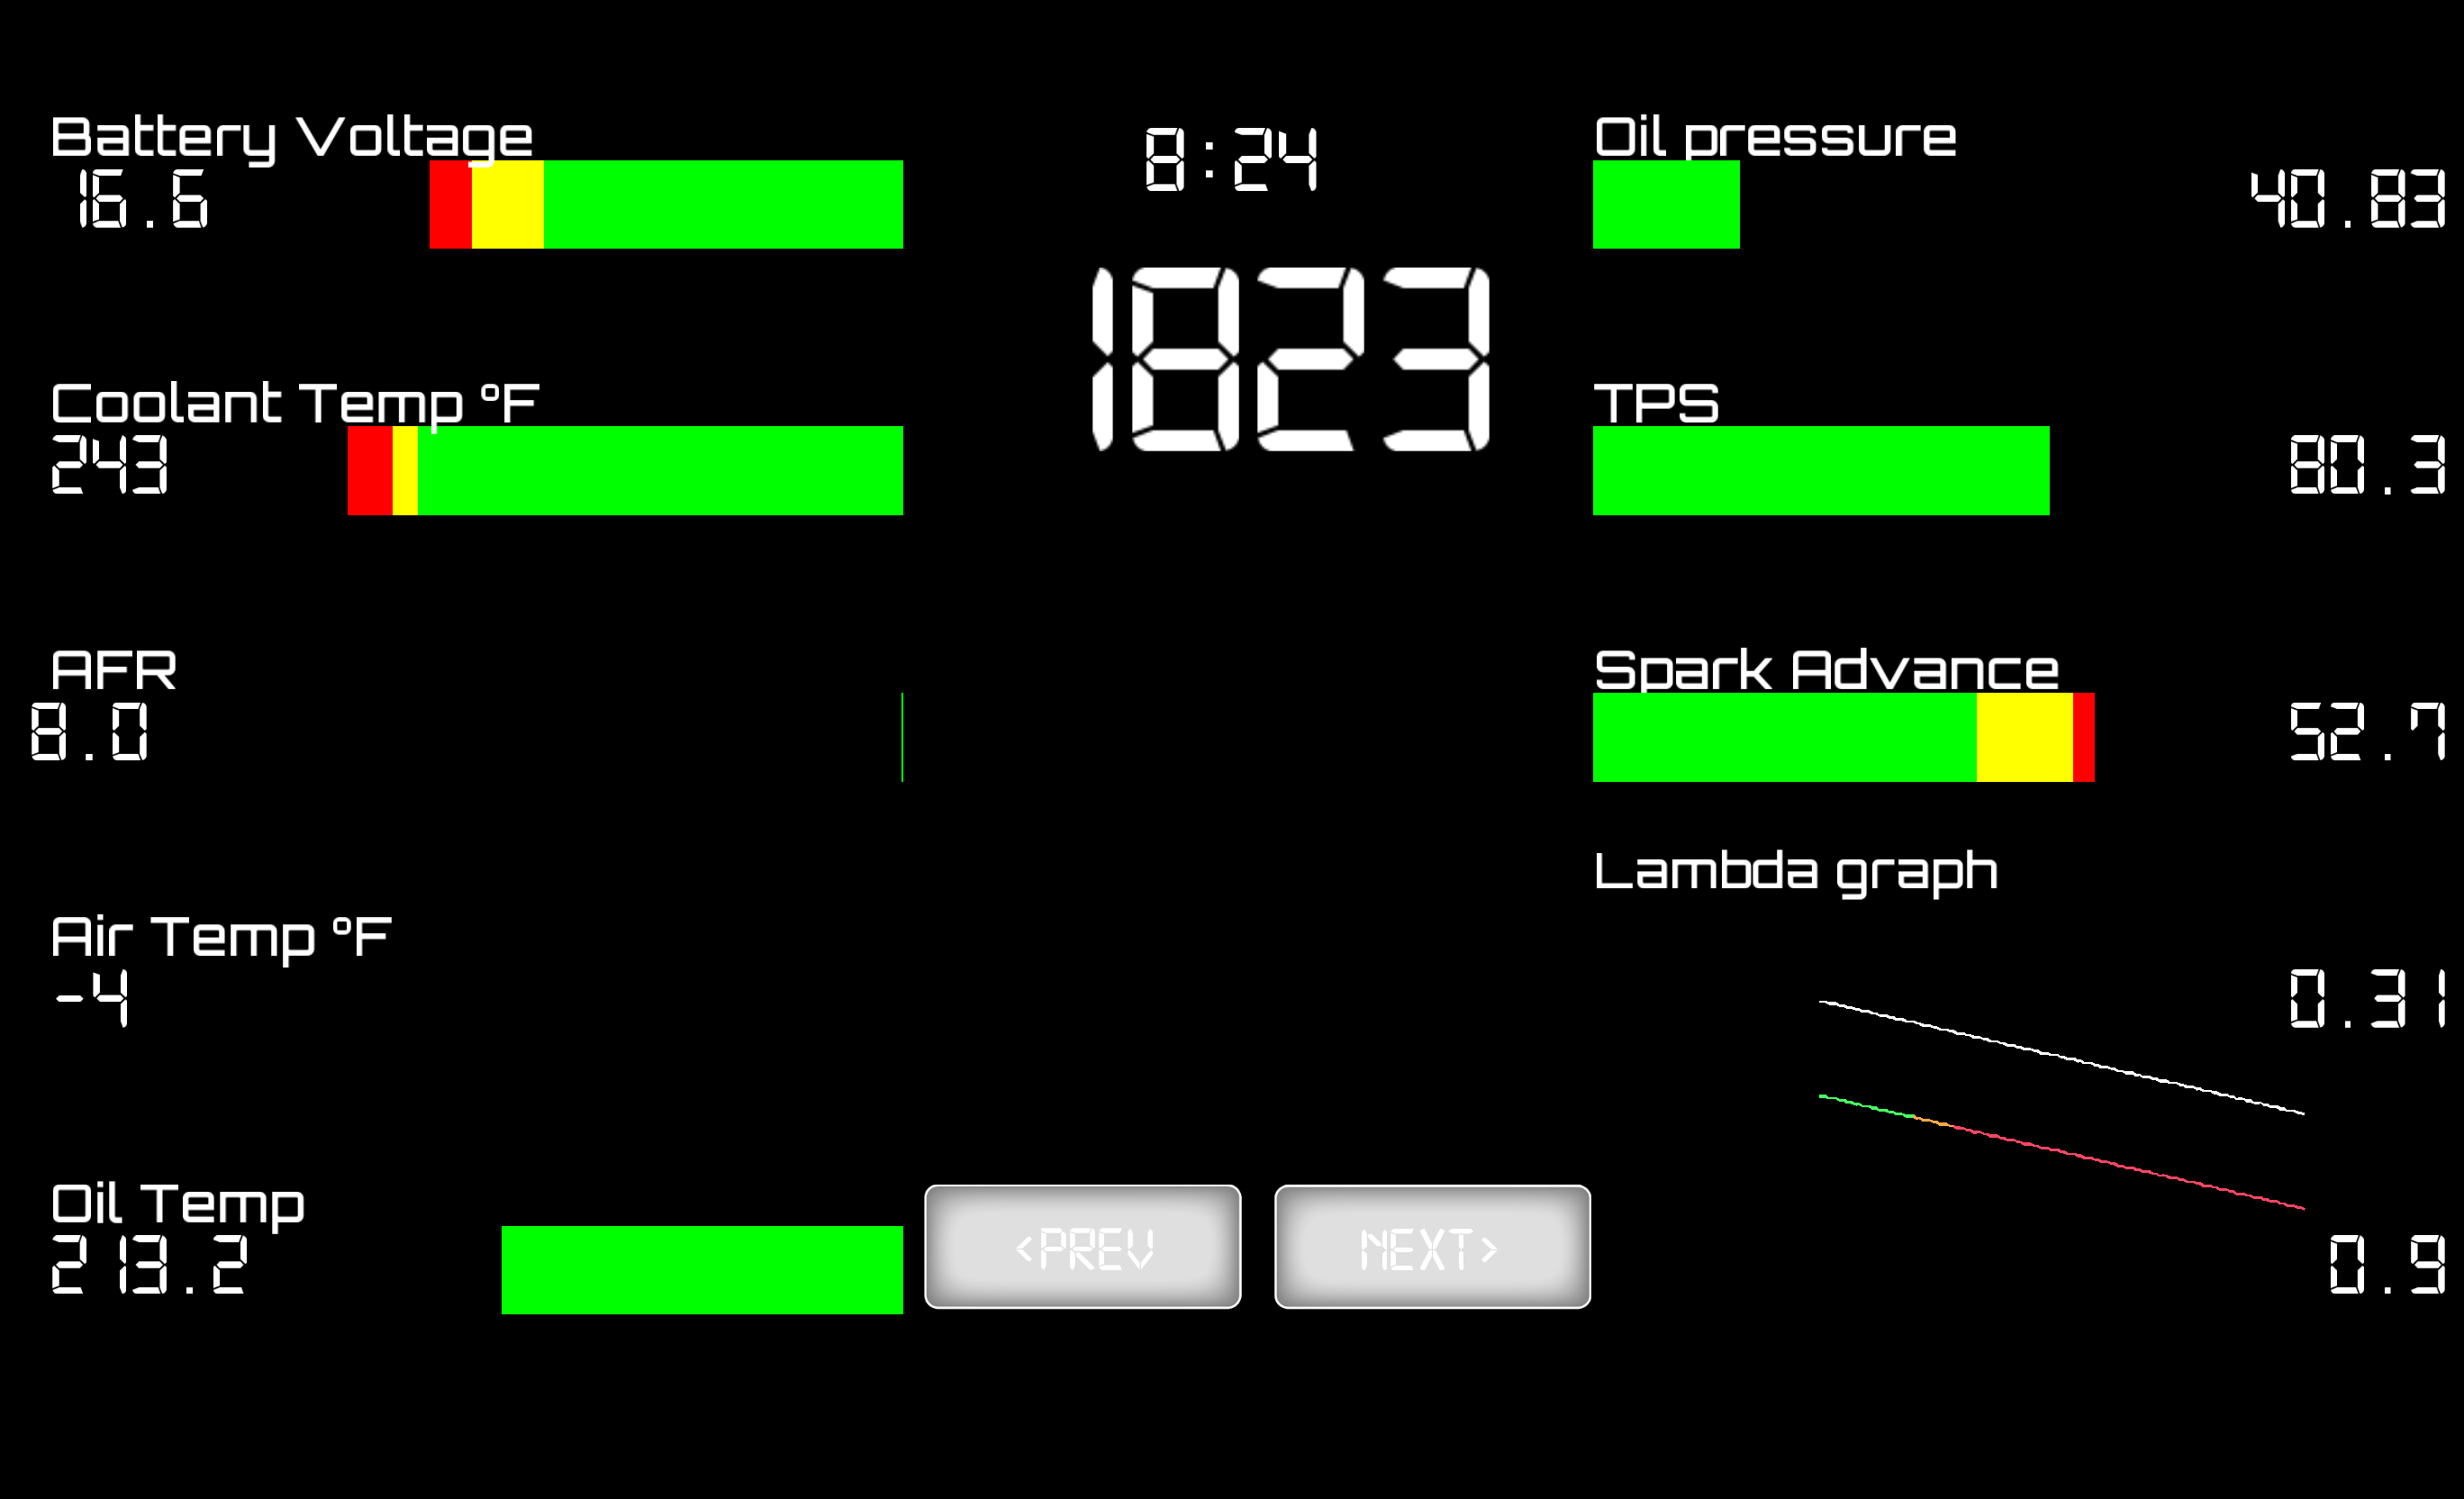 Battery Voltage
16.6
Coolant Temp °F
243
AFR
8.0
Air Temp °F
-4
Oil Temp
213.2
8:24
1823
<PREV
NEXT>
Oil pressure
40.83
TPS
80.3
Spark Advance
52.7
Lambda graph
0.31
0.9